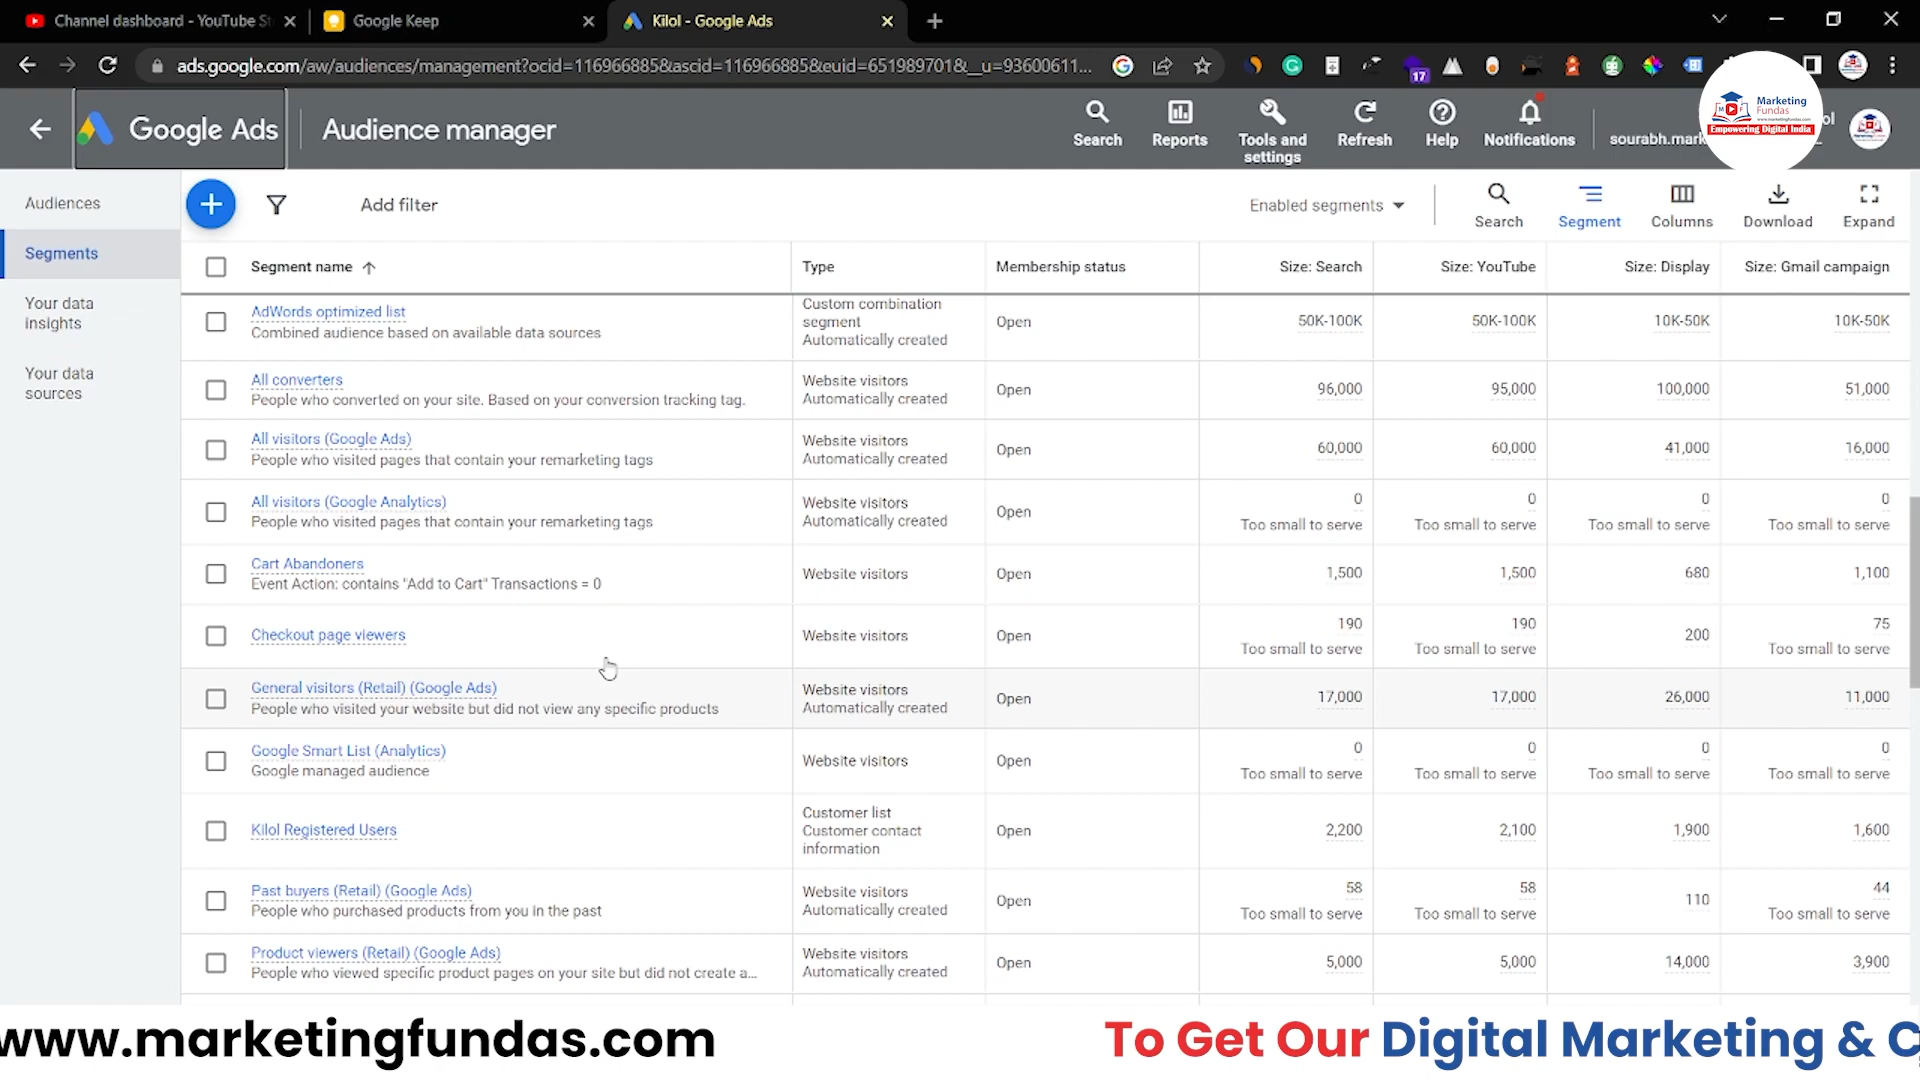 Channel dashboard - YouTube St
Google Keep
Kilol - Google Ads
ads.google.com/aw/audiences/management?ocid=116966885&ascid=116966885&euid=651989701&__u=93600611...
17
Google Ads
Audience manager
Search
Reports
Tools and settings
Refresh
Help
Notifications
sourabh.mark
ol
Marketing
Fundas
www.marketingfundas.com
Empowering Digital India
Audiences
Segments
Your data insights
Your data sources
Add filter
Enabled segments
Search
Segment
Columns
Download
Expand
Segment name
Type
Membership status
Size: Search
Size: YouTube
Size: Display
Size: Gmail campaign
AdWords optimized list
Combined audience based on available data sources
Custom combination
segment
Automatically created
Open
50K-100K
50K-100K
10K-50K
10K-50K
All converters
People who converted on your site. Based on your conversion tracking tag.
Website visitors
Automatically created
Open
96,000
95,000
100,000
51,000
All visitors (Google Ads)
People who visited pages that contain your remarketing tags
Website visitors
Automatically created
Open
60,000
60,000
41,000
16,000
All visitors (Google Analytics)
People who visited pages that contain your remarketing tags
Website visitors
Automatically created
Open
0
Too small to serve
0
Too small to serve
0
Too small to serve
0
Too small to serve
Cart Abandoners
Event Action: contains "Add to Cart" Transactions = 0
Website visitors
Open
1,500
1,500
680
1,100
Checkout page viewers
Website visitors
Open
190
Too small to serve
190
Too small to serve
200
75
Too small to serve
General visitors (Retail) (Google Ads)
People who visited your website but did not view any specific products
Website visitors
Automatically created
Open
17,000
17,000
26,000
11,000
Google Smart List (Analytics)
Google managed audience
Website visitors
Open
0
Too small to serve
0
Too small to serve
0
Too small to serve
0
Too small to serve
Kilol Registered Users
Customer list
Customer contact
information
Open
2,200
2,100
1,900
1,600
Past buyers (Retail) (Google Ads)
People who purchased products from you in the past
Website visitors
Automatically created
Open
58
Too small to serve
58
Too small to serve
110
44
Too small to serve
Product viewers (Retail) (Google Ads)
People who viewed specific product pages on your site but did not create a...
Website visitors
Automatically created
Open
5,000
5,000
14,000
3,900
www.marketingfundas.com
To Get Our Digital Marketing & C